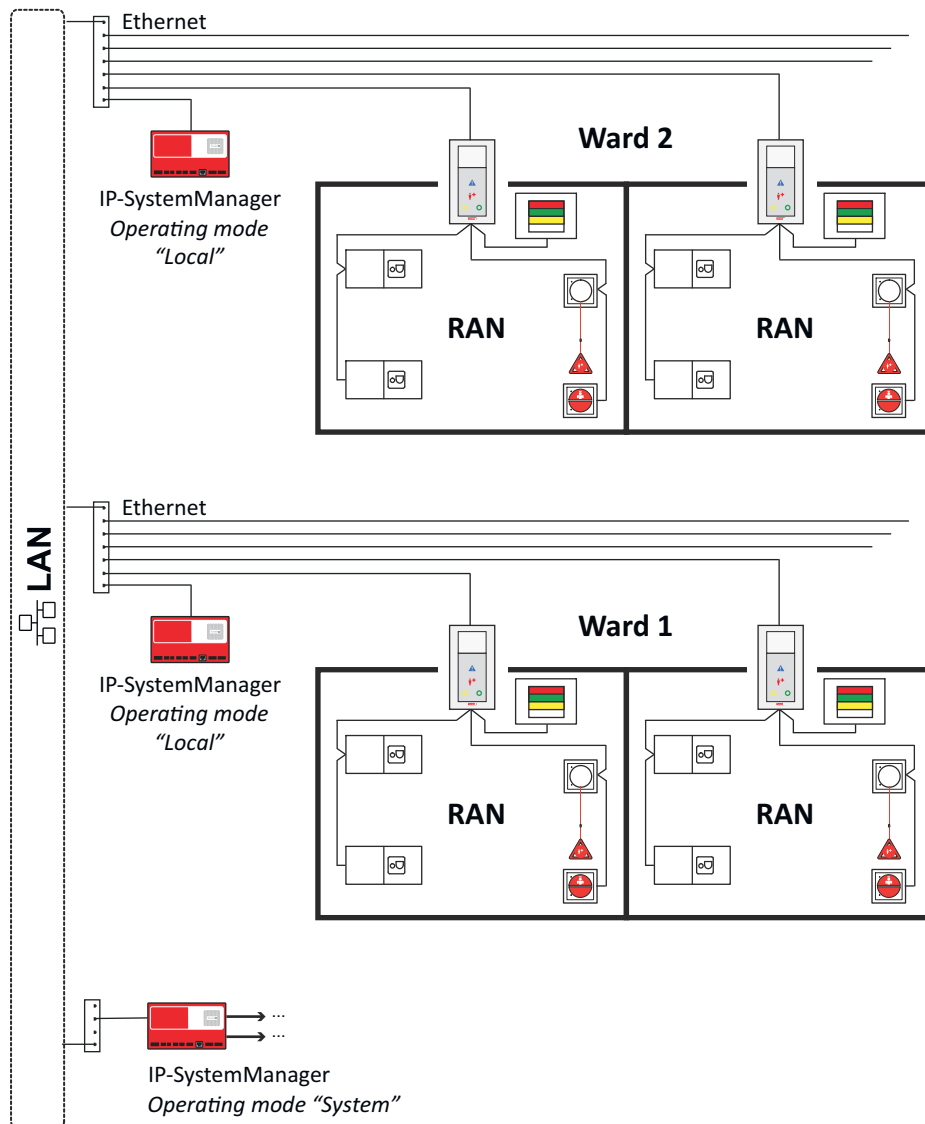 Ethernet
Ward 2
IP-SystemManager
Operating mode
“Local”
RAN
RAN
LAN
Ethernet
Ward 1
IP-SystemManager
Operating mode
“Local”
RAN
RAN
...
...
IP-SystemManager
Operating mode “System”